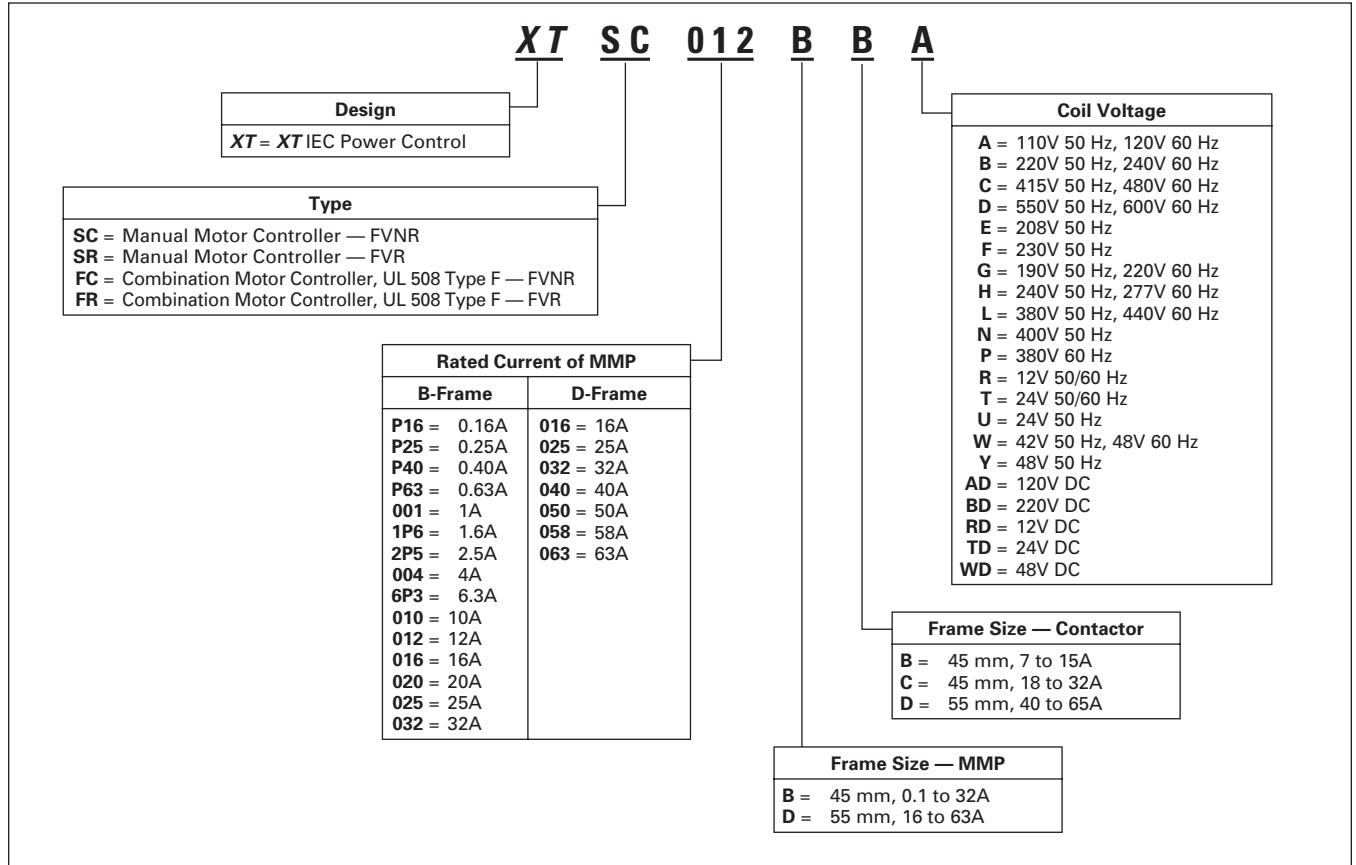 XT SC 012 B B A
Design
XT = XT IEC Power Control
Type
SC = Manual Motor Controller — FVNR
SR = Manual Motor Controller — FVR
FC = Combination Motor Controller, UL 508 Type F — FVNR
FR = Combination Motor Controller, UL 508 Type F — FVR
Rated Current of MMP
B-Frame
P16 = 0.16A
P25 = 0.25A
P40 = 0.40A
P63 = 0.63A
001 = 1A
1P6 = 1.6A
2P5 = 2.5A
004 = 4A
6P3 = 6.3A
010 = 10A
012 = 12A
016 = 16A
020 = 20A
025 = 25A
032 = 32A
D-Frame
016 = 16A
025 = 25A
032 = 32A
040 = 40A
050 = 50A
058 = 58A
063 = 63A
Coil Voltage
A = 110V 50 Hz, 120V 60 Hz
B = 220V 50 Hz, 240V 60 Hz
C = 415V 50 Hz, 480V 60 Hz
D = 550V 50 Hz, 600V 60 Hz
E = 208V 50 Hz
F = 230V 50 Hz
G = 190V 50 Hz, 220V 60 Hz
H = 240V 50 Hz, 277V 60 Hz
L = 380V 50 Hz, 440V 60 Hz
N = 400V 50 Hz
P = 380V 60 Hz
R = 12V 50/60 Hz
T = 24V 50/60 Hz
U = 24V 50 Hz
W = 42V 50 Hz, 48V 60 Hz
Y = 48V 50 Hz
AD = 120V DC
BD = 220V DC
RD = 12V DC
TD = 24V DC
WD = 48V DC
Frame Size — Contactor
B = 45 mm, 7 to 15A
C = 45 mm, 18 to 32A
D = 55 mm, 40 to 65A
Frame Size — MMP
B = 45 mm, 0.1 to 32A
D = 55 mm, 16 to 63A